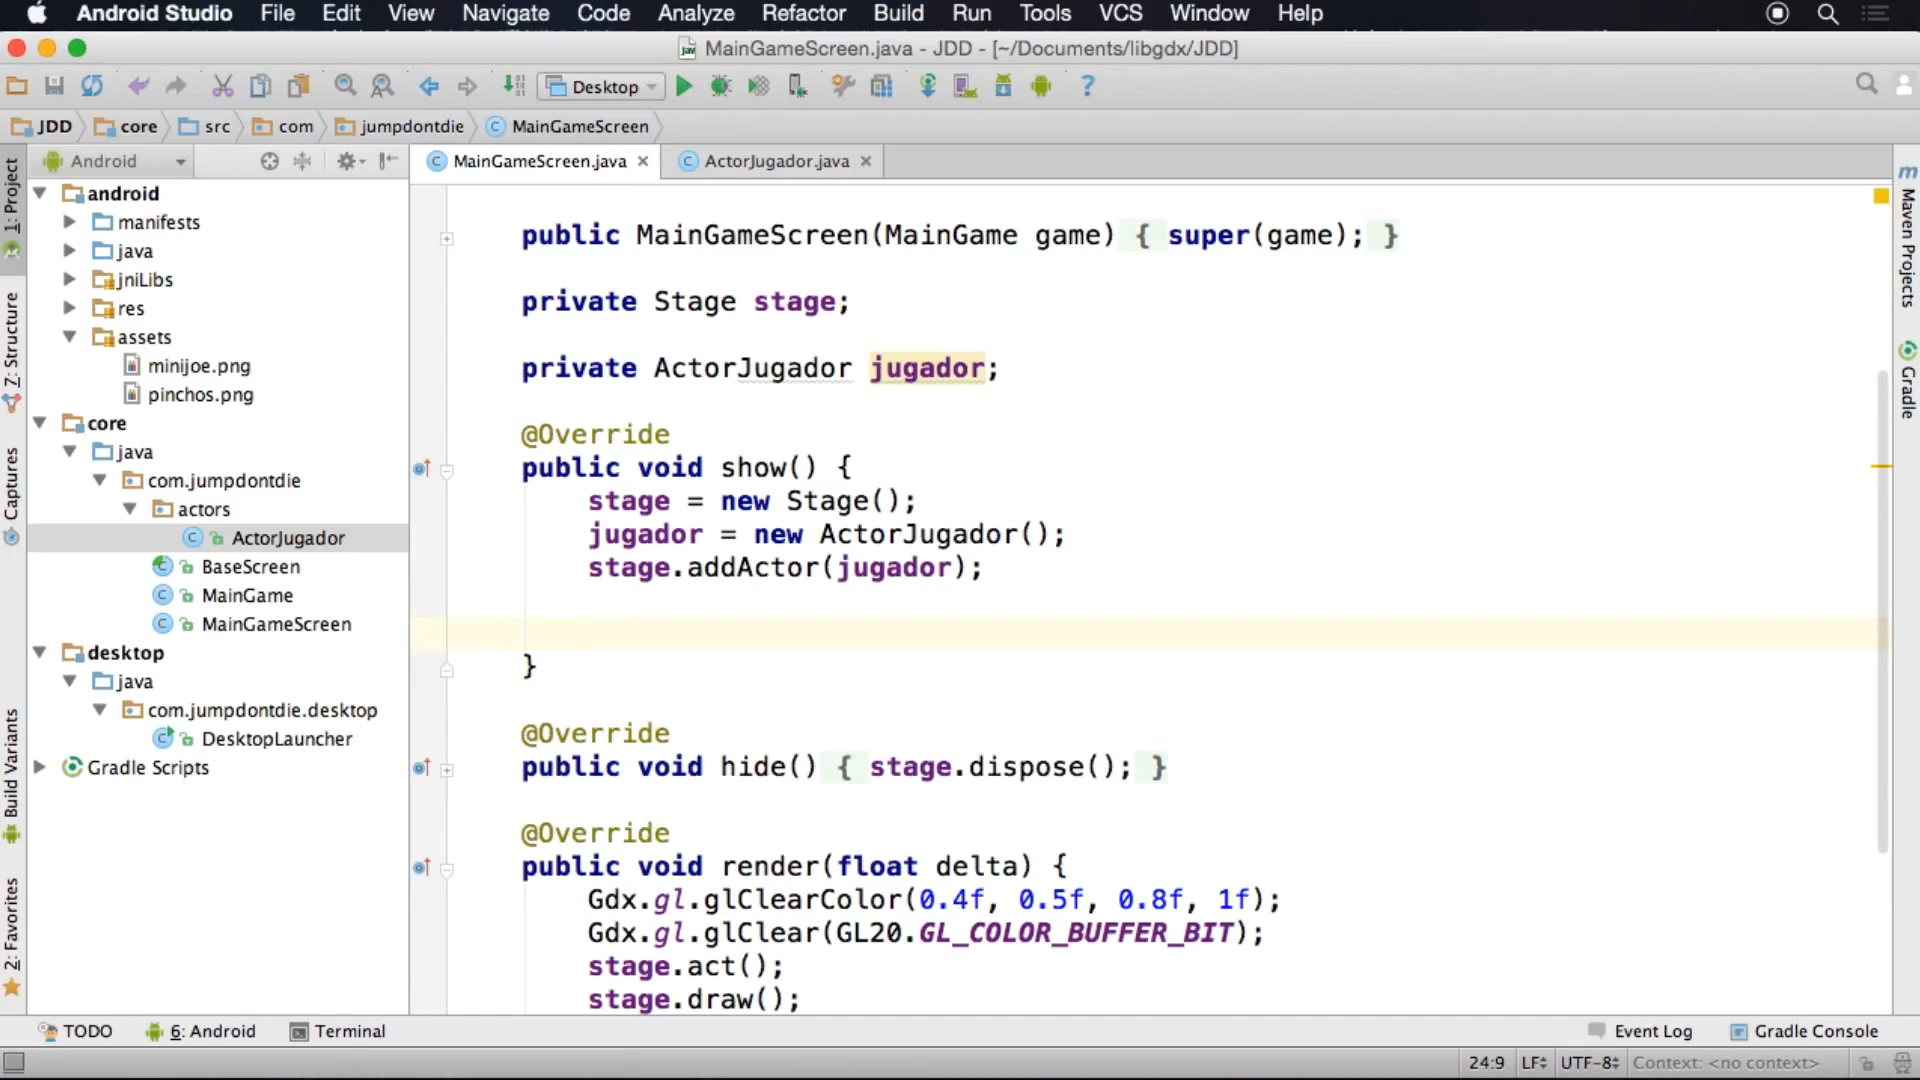 Android Studio File Edit View Navigate Code Analyze Refactor Build Run Tools VCS Window Help
MainGameScreen.java - JDD - [~/Documents/libgdx/JDD]
Desktop
JDD core src com jumpdontdie MainGameScreen
Android
MainGameScreen.java ActorJugador.java
1: Project
7: Structure
Captures
Build Variants
2: Favorites
android
manifests
java
jniLibs
res
assets
minijoe.png
pinchos.png
core
java
com.jumpdontdie
actors
ActorJugador
BaseScreen
MainGame
MainGameScreen
desktop
java
com.jumpdontdie.desktop
DesktopLauncher
Gradle Scripts
public MainGameScreen(MainGame game) { super(game); }
private Stage stage;
private ActorJugador jugador;
@Override
public void show() {
stage = new Stage();
jugador = new ActorJugador();
stage.addActor(jugador);
}
@Override
public void hide() { stage.dispose(); }
@Override
public void render(float delta) {
Gdx.gl.glClearColor(0.4f, 0.5f, 0.8f, 1f);
Gdx.gl.glClear(GL20.GL_COLOR_BUFFER_BIT);
stage.act();
stage.draw();
Maven Projects
Gradle
TODO 6: Android Terminal Event Log Gradle Console
24:9 LF UTF-8 Context: <no context>